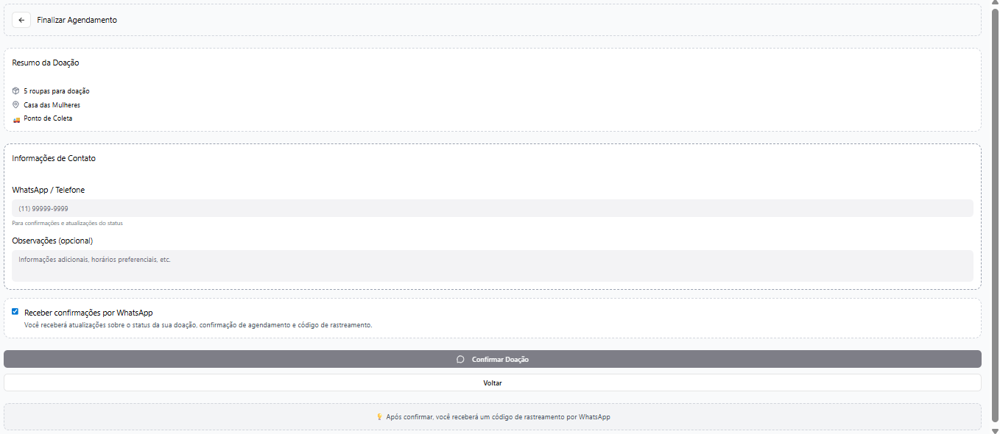 Finalizar Agendamento
Resumo da Doação
5 roupas para doação
Casa das Mulheres
Ponto de Coleta
Informações de Contato
WhatsApp / Telefone
(11) 99999-9999
Para confirmações e atualizações do status
Observações (opcional)
Informações adicionais, horários preferenciais, etc.
Receber confirmações por WhatsApp
Você receberá atualizações sobre o status da sua doação, confirmação de agendamento e código de rastreamento.
Confirmar Doação
Voltar
Após confirmar, você receberá um código de rastreamento por WhatsApp